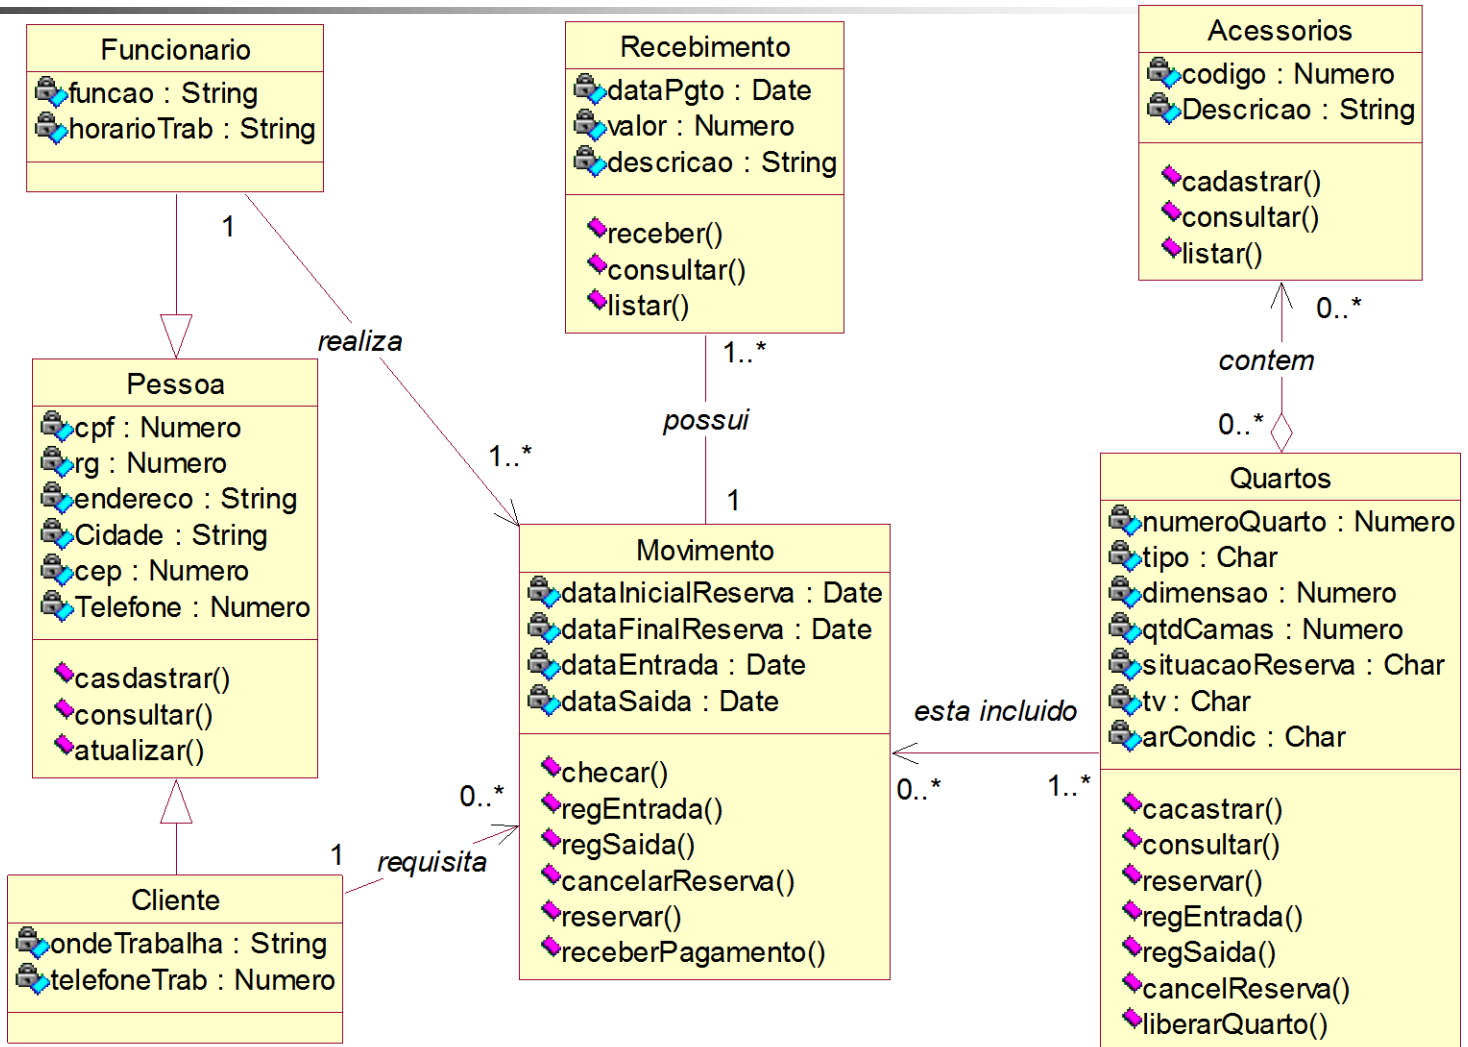 Funcionario
funcao : String
horarioTrab : String
Recebimento
dataPgto : Date
valor : Numero
descricao : String
receber()
consultar()
listar()
Acessorios
codigo : Numero
Descricao : String
cadastrar()
consultar()
listar()
1
realiza
1..*
1..*
possui
1
0..*
contem
0..*
Pessoa
cpf : Numero
rg : Numero
endereco : String
Cidade : String
cep : Numero
Telefone : Numero
casdastrar()
consultar()
atualizar()
Movimento
dataInicialReserva : Date
dataFinalReserva : Date
dataEntrada : Date
dataSaida : Date
checar()
regEntrada()
regSaida()
cancelarReserva()
reservar()
receberPagamento()
Quartos
numeroQuarto : Numero
tipo : Char
dimensao : Numero
qtdCamas : Numero
situacaoReserva : Char
tv : Char
arCondic : Char
cacastrar()
consultar()
reservar()
regEntrada()
regSaida()
cancelReserva()
liberarQuarto()
esta incluido
0..*
1..*
0..*
1
requisita
Cliente
ondeTrabalha : String
telefoneTrab : Numero